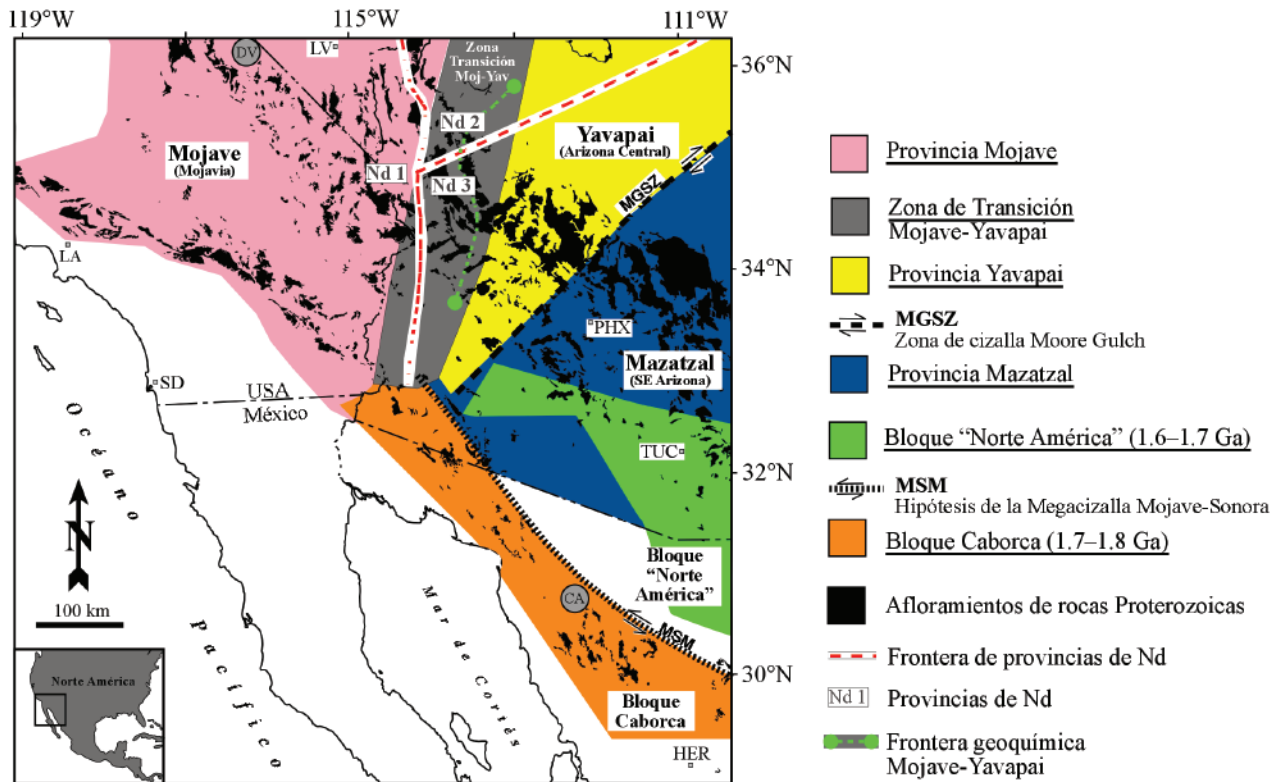 119°W 115°W 111°W
DV
LV
Zona
Transición
Moj-Yav
36°N
Nd 2
Yavapai
(Arizona Central)
Mojave
(Mojavia)
Nd 1
Nd 3
MGSZ
LA
34°N
PHX
Mazatzal
(SE Arizona)
SD
USA
México
TUC
32°N
Océano
Pacífico
N
100 km
Bloque
“Norte
América”
CA
MSM
Mar de Cortés
30°N
Bloque
Caborca
HER
Norte América
Provincia Mojave
Zona de Transición
Mojave-Yavapai
Provincia Yavapai
MGSZ
Zona de cizalla Moore Gulch
Provincia Mazatzal
Bloque “Norte América” (1.6–1.7 Ga)
MSM
Hipótesis de la Megacizalla Mojave-Sonora
Bloque Caborca (1.7–1.8 Ga)
Afloramientos de rocas Proterozoicas
Frontera de provincias de Nd
Nd 1 Provincias de Nd
Frontera geoquímica
Mojave-Yavapai